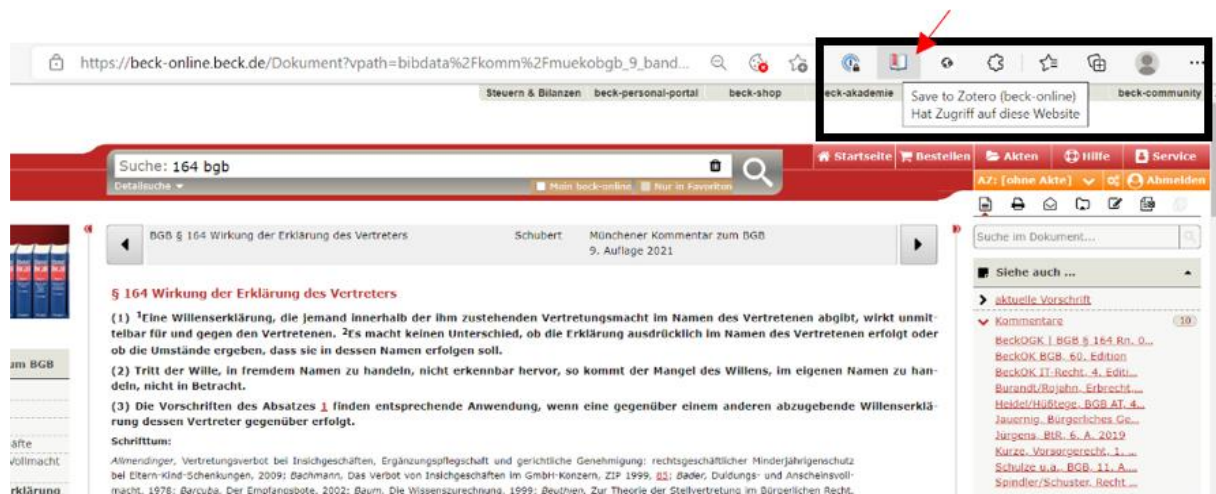 https://beck-online.beck.de/Dokument?vpath=bibdata%2Fkomm%2Fmuekobgb_9_band...
Steuern & Bilanzen beck-personal-portal beck-shop eck-akademie beck-community
Save to Zotero (beck-online)
Hat Zugriff auf diese Website
Suche: 164 bgb
Detailsuche
Mein beck-online Nur in Favoriten
Startseite Bestellen Akten Hilfe Service
AZ: [ohne Akte] Abmelden
BGB § 164 Wirkung der Erklärung des Vertreters Schubert Münchener Kommentar zum BGB
9. Auflage 2021
Suche im Dokument...
Siehe auch ...
aktuelle Vorschrift
Kommentare 10
BeckOGK | BGB § 164 Rn. 0...
BeckOK BGB, 60. Edition
BeckOK IT-Recht, 4. Editi...
Burandt/Rojahn, Erbrecht,...
Heidel/Hüßtege, BGB AT, 4...
Jauernig, Bürgerliches Ge...
Jürgens, BtR, 6. A. 2019
Kurze, Vorsorgerecht, 1. ...
Schulze u.a., BGB, 11. A....
Spindler/Schuster, Recht ...
§ 164 Wirkung der Erklärung des Vertreters
(1) ¹Eine Willenserklärung, die jemand innerhalb der ihm zustehenden Vertretungsmacht im Namen des Vertretenen abgibt, wirkt unmit-
telbar für und gegen den Vertretenen. ²Es macht keinen Unterschied, ob die Erklärung ausdrücklich im Namen des Vertretenen erfolgt oder
ob die Umstände ergeben, dass sie in dessen Namen erfolgen soll.
(2) Tritt der Wille, in fremdem Namen zu handeln, nicht erkennbar hervor, so kommt der Mangel des Willens, im eigenen Namen zu han-
deln, nicht in Betracht.
(3) Die Vorschriften des Absatzes 1 finden entsprechende Anwendung, wenn eine gegenüber einem anderen abzugebende Willenserklä-
rung dessen Vertreter gegenüber erfolgt.
Schrifttum:
Allmendinger, Vertretungsverbot bei Insichgeschäften, Ergänzungspflegschaft und gerichtliche Genehmigung: rechtsgeschäftlicher Minderjährigenschutz
bei Eltern-Kind-Schenkungen, 2009; Bachmann, Das Verbot von Insichgeschäften im GmbH-Konzern, ZIP 1999, 85; Bader, Duldungs- und Anscheinsvoll-
macht, 1978; Barcuba, Der Empfangsbote, 2002; Baum, Die Wissenszurechnung, 1999; Beuthien, Zur Theorie der Stellvertretung im Bürgerlichen Recht,
um BGB
äfte
Vollmacht
rklärung